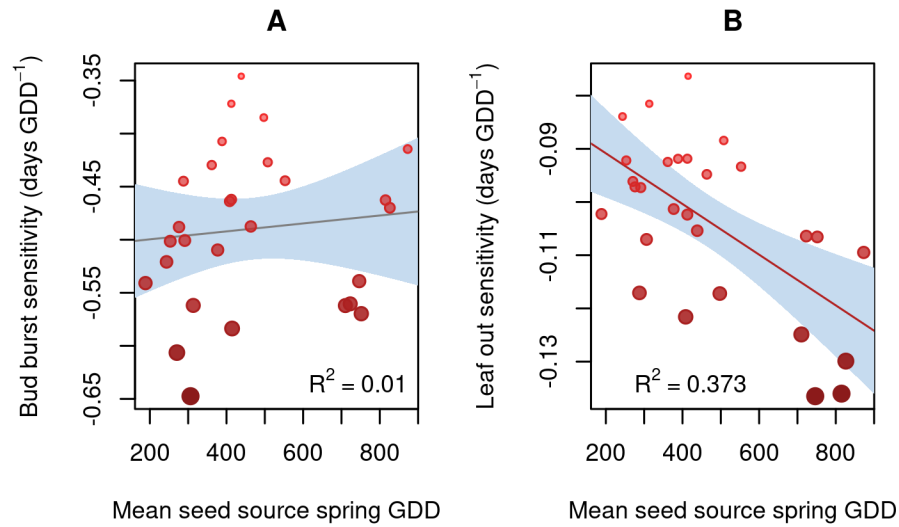 A
Bud burst sensitivity (days GDD⁻¹)
-0.35
-0.45
-0.55
-0.65
R² = 0.01
200 400 600 800
Mean seed source spring GDD
B
Leaf out sensitivity (days GDD⁻¹)
-0.09
-0.11
-0.13
R² = 0.373
200 400 600 800
Mean seed source spring GDD